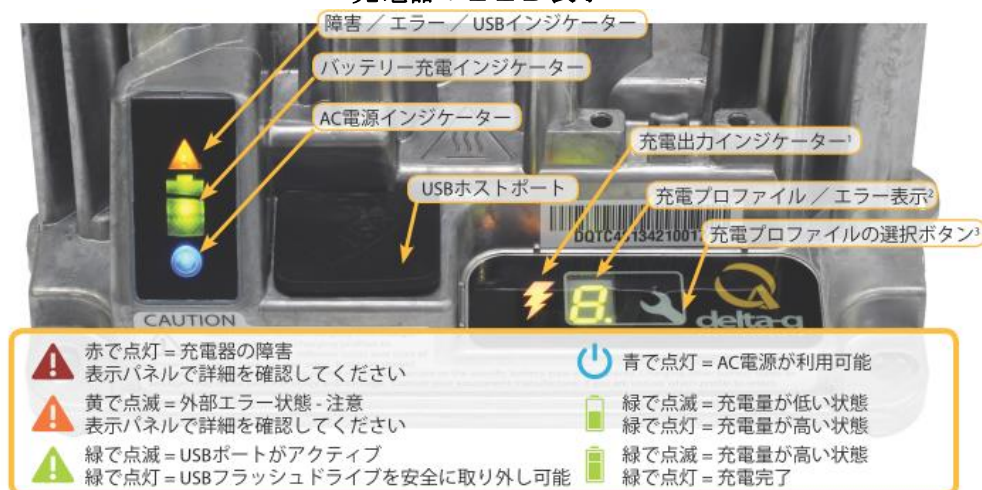 障害 ／ エラー ／ USBインジケーター
バッテリー充電インジケーター
AC電源インジケーター
充電出力インジケーター¹
USBホストポート
充電プロファイル ／ エラー表示²
充電プロファイルの選択ボタン³
8.
delta-q
CAUTION
赤で点灯 = 充電器の障害
表示パネルで詳細を確認してください
黄で点滅 = 外部エラー状態 - 注意
表示パネルで詳細を確認してください
緑で点滅 = USBポートがアクティブ
緑で点灯 = USBフラッシュドライブを安全に取り外し可能
青で点灯 = AC電源が利用可能
緑で点滅 = 充電量が低い状態
緑で点灯 = 充電量が高い状態
緑で点滅 = 充電量が高い状態
緑で点灯 = 充電完了